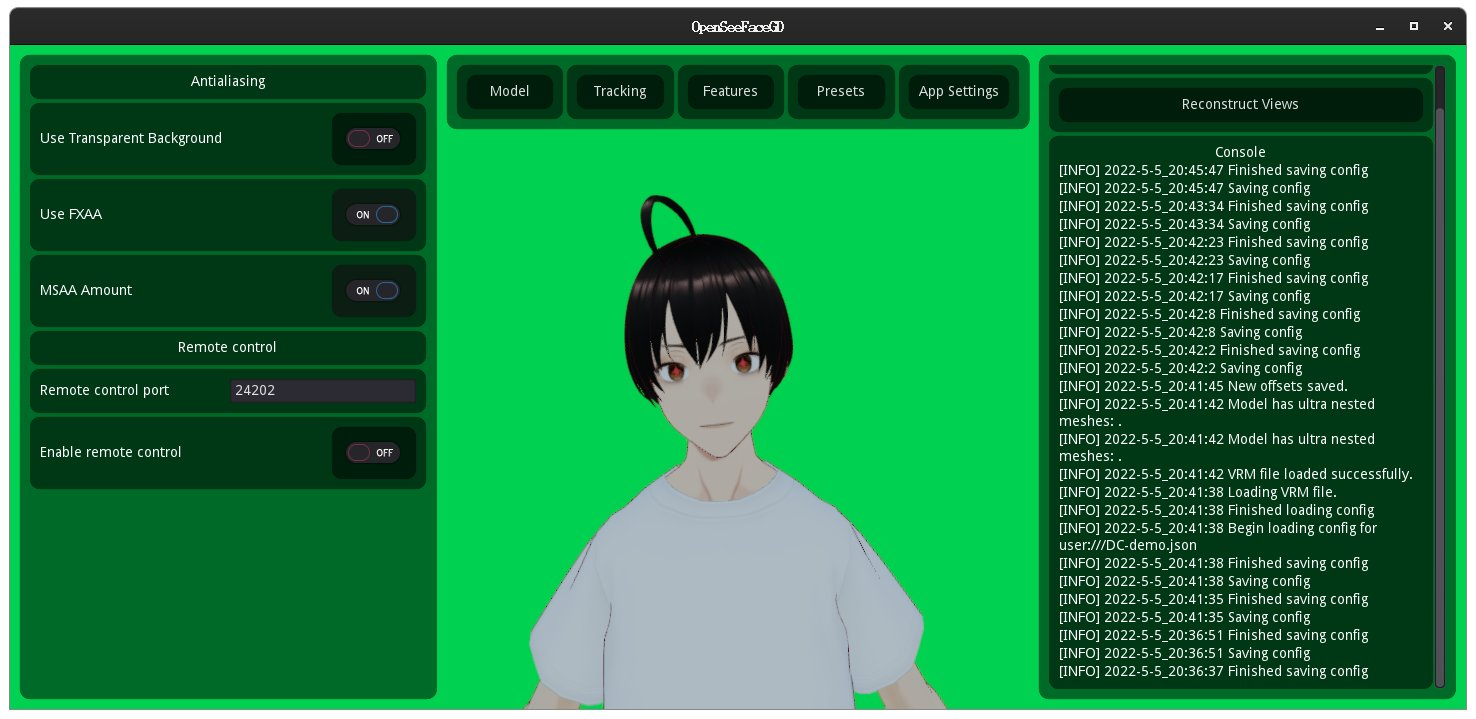 OpenSeeFaceGD
Antialiasing
Use Transparent Background
OFF
Use FXAA
ON
MSAA Amount
ON
Remote control
Remote control port
24202
Enable remote control
OFF
Model
Tracking
Features
Presets
App Settings
Reconstruct Views
Console
[INFO] 2022-5-5_20:45:47 Finished saving config
[INFO] 2022-5-5_20:45:47 Saving config
[INFO] 2022-5-5_20:43:34 Finished saving config
[INFO] 2022-5-5_20:43:34 Saving config
[INFO] 2022-5-5_20:42:23 Finished saving config
[INFO] 2022-5-5_20:42:23 Saving config
[INFO] 2022-5-5_20:42:17 Finished saving config
[INFO] 2022-5-5_20:42:17 Saving config
[INFO] 2022-5-5_20:42:8 Finished saving config
[INFO] 2022-5-5_20:42:8 Saving config
[INFO] 2022-5-5_20:42:2 Finished saving config
[INFO] 2022-5-5_20:42:2 Saving config
[INFO] 2022-5-5_20:41:45 New offsets saved.
[INFO] 2022-5-5_20:41:42 Model has ultra nested
meshes: .
[INFO] 2022-5-5_20:41:42 Model has ultra nested
meshes: .
[INFO] 2022-5-5_20:41:42 VRM file loaded successfully.
[INFO] 2022-5-5_20:41:38 Loading VRM file.
[INFO] 2022-5-5_20:41:38 Finished loading config
[INFO] 2022-5-5_20:41:38 Begin loading config for
user:///DC-demo.json
[INFO] 2022-5-5_20:41:38 Finished saving config
[INFO] 2022-5-5_20:41:38 Saving config
[INFO] 2022-5-5_20:41:35 Finished saving config
[INFO] 2022-5-5_20:41:35 Saving config
[INFO] 2022-5-5_20:36:51 Finished saving config
[INFO] 2022-5-5_20:36:51 Saving config
[INFO] 2022-5-5_20:36:37 Finished saving config